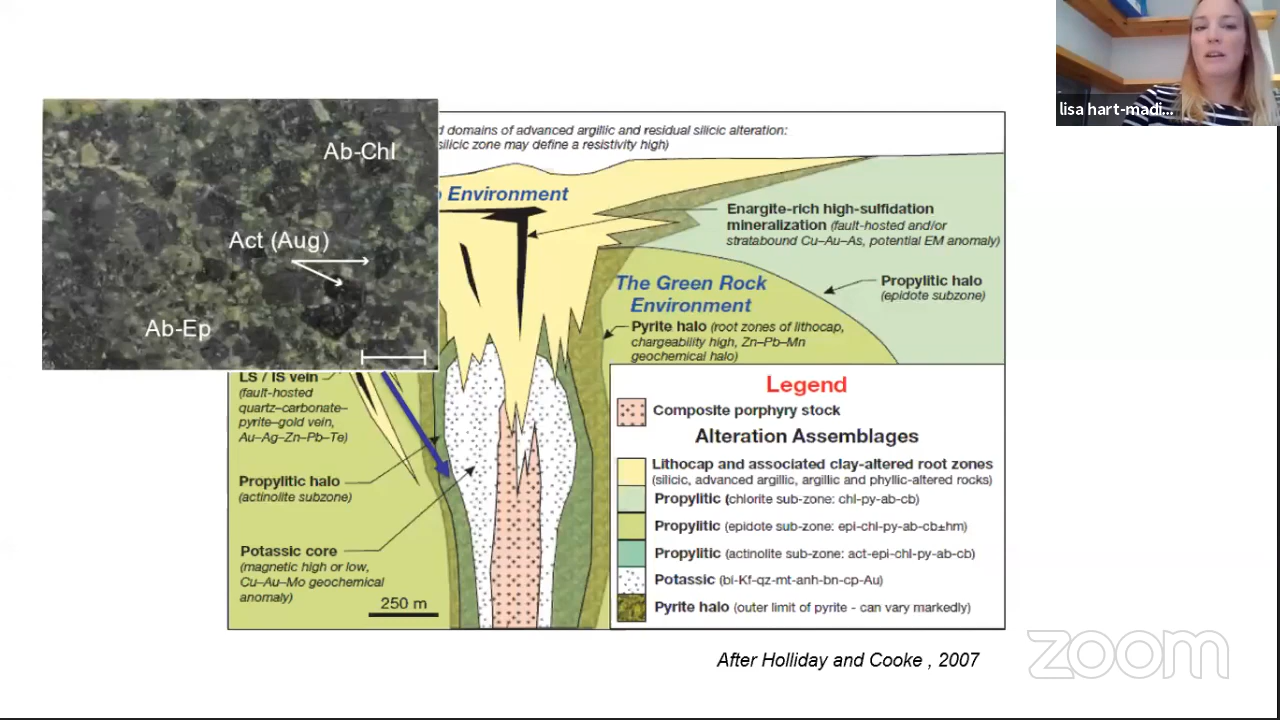 lisa hart-madi...
d domains of advanced argillic and residual silicic alteration:
silicic zone may define a resistivity high)
Environment
Ab-Chl
Act (Aug)
Ab-Ep
Enargite-rich high-sulfidation
mineralization (fault-hosted and/or
stratabound Cu–Au–As, potential EM anomaly)
Propylitic halo
(epidote subzone)
The Green Rock
Environment
Pyrite halo (root zones of lithocap,
chargeability high, Zn–Pb–Mn
geochemical halo)
LS / IS vein
(fault-hosted
quartz–carbonate–
pyrite–gold vein,
Au–Ag–Zn–Pb–Te)
Propylitic halo
(actinolite subzone)
Potassic core
(magnetic high or low,
Cu–Au–Mo geochemical
anomaly)
250 m
Legend
Composite porphyry stock
Alteration Assemblages
Lithocap and associated clay-altered root zones
(silicic, advanced argillic, argillic and phyllic-altered rocks)
Propylitic (chlorite sub-zone: chl-py-ab-cb)
Propylitic (epidote sub-zone: epi-chl-py-ab-cb±hm)
Propylitic (actinolite sub-zone: act-epi-chl-py-ab-cb)
Potassic (bi-Kf-qz-mt-anh-bn-cp-Au)
Pyrite halo (outer limit of pyrite - can vary markedly)
After Holliday and Cooke , 2007
zoom